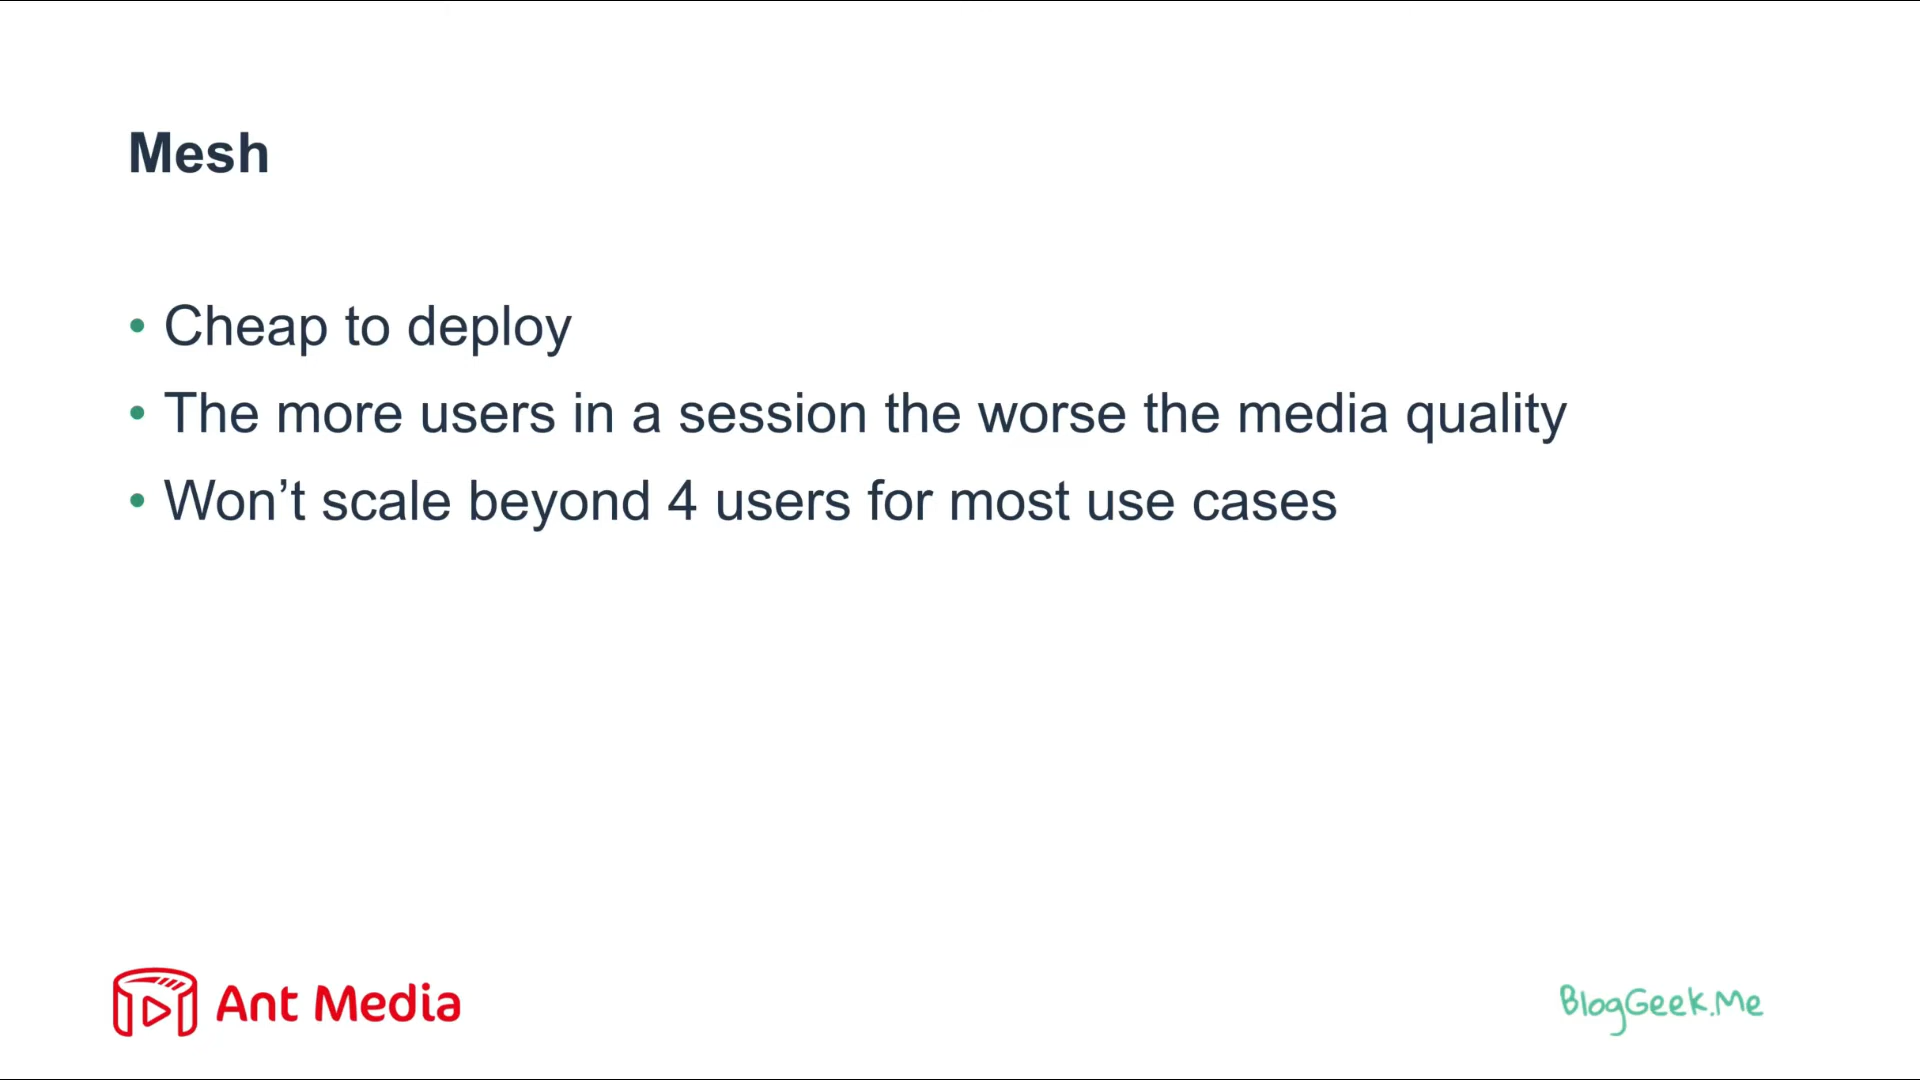 Mesh
• Cheap to deploy
• The more users in a session the worse the media quality
• Won’t scale beyond 4 users for most use cases
Ant Media
BlogGeek.Me